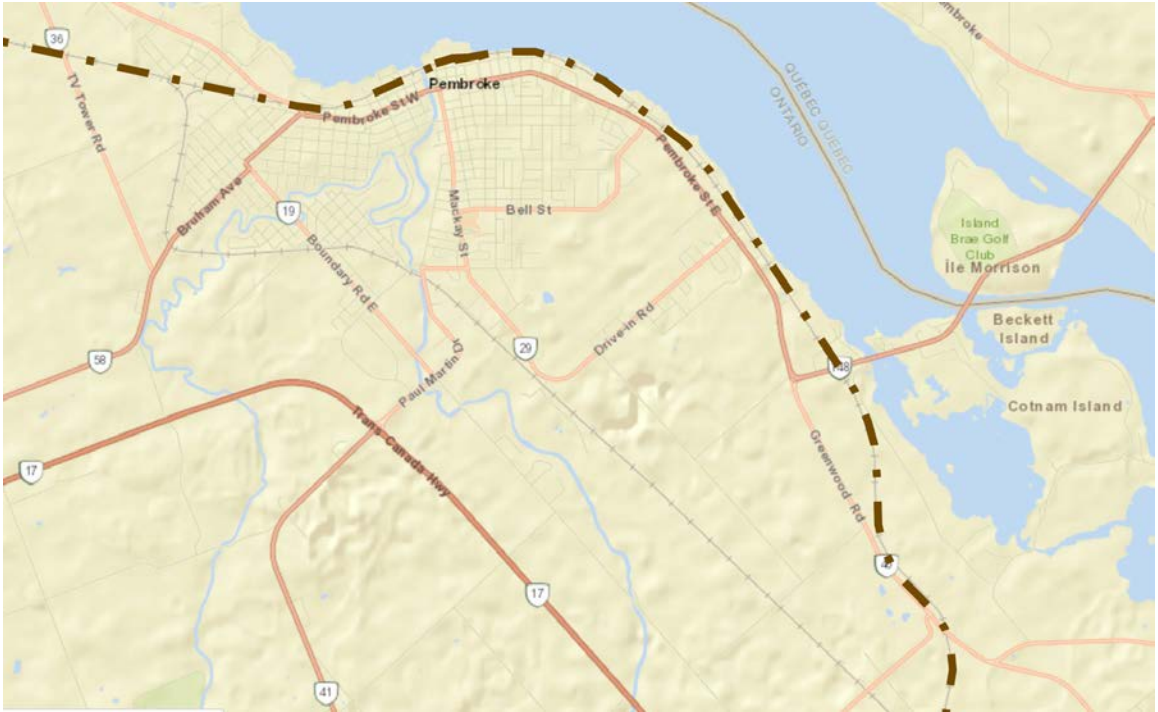 36
Pembroke
TV Tower Rd
Pembroke
QUÉBEC QUÉBEC
ONTARIO
Pembroke St W
Pembroke St E
Bruham Ave
Mackay St
19
Bell St
Island
Brae Golf
Club
Île Morrison
Boundary Rd E
Beckett
Island
Drive-in Rd
29
Dr
58
148
Paul Martin
Cotnam Island
Trans-Canada Hwy
17
Greenwood Rd
17
41